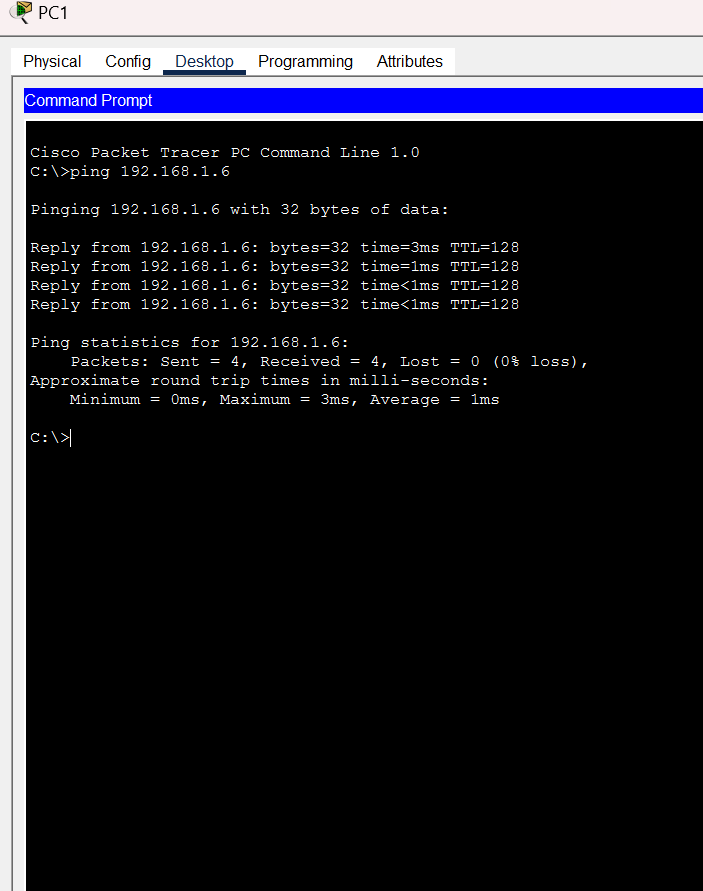 PC1
Physical Config Desktop Programming Attributes
Command Prompt
Cisco Packet Tracer PC Command Line 1.0
C:\>ping 192.168.1.6
Pinging 192.168.1.6 with 32 bytes of data:
Reply from 192.168.1.6: bytes=32 time=3ms TTL=128
Reply from 192.168.1.6: bytes=32 time=1ms TTL=128
Reply from 192.168.1.6: bytes=32 time<1ms TTL=128
Reply from 192.168.1.6: bytes=32 time<1ms TTL=128
Ping statistics for 192.168.1.6:
    Packets: Sent = 4, Received = 4, Lost = 0 (0% loss),
Approximate round trip times in milli-seconds:
    Minimum = 0ms, Maximum = 3ms, Average = 1ms
C:\>